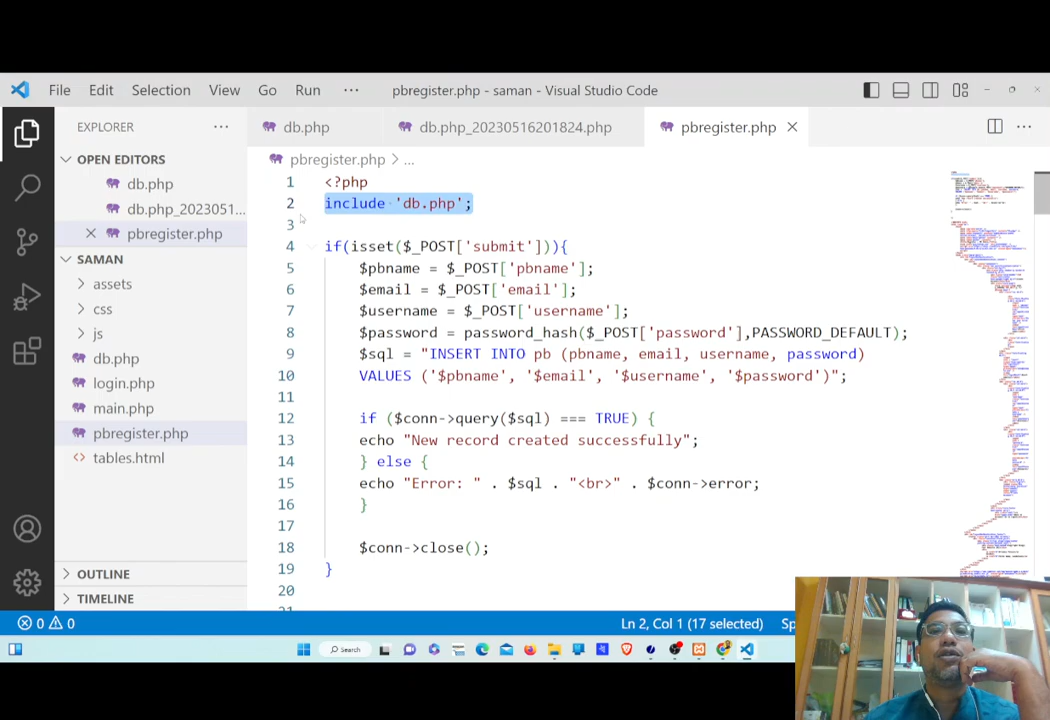 File Edit Selection View Go Run ··· pbregister.php - saman - Visual Studio Code
EXPLORER ···
db.php db.php_20230516201824.php pbregister.php
OPEN EDITORS
db.php
db.php_2023051...
pbregister.php
SAMAN
assets
css
js
db.php
login.php
main.php
pbregister.php
tables.html
OUTLINE
TIMELINE
pbregister.php > ...
1 <?php
2 include 'db.php';
3
4 if(isset($_POST['submit'])){
5 $pbname = $_POST['pbname'];
6 $email = $_POST['email'];
7 $username = $_POST['username'];
8 $password = password_hash($_POST['password'],PASSWORD_DEFAULT);
9 $sql = "INSERT INTO pb (pbname, email, username, password)
10 VALUES ('$pbname', '$email', '$username', '$password')";
11
12 if ($conn->query($sql) === TRUE) {
13 echo "New record created successfully";
14 } else {
15 echo "Error: " . $sql . "<br>" . $conn->error;
16 }
17
18 $conn->close();
19 }
20
0 0 Ln 2, Col 1 (17 selected) Sp
Search